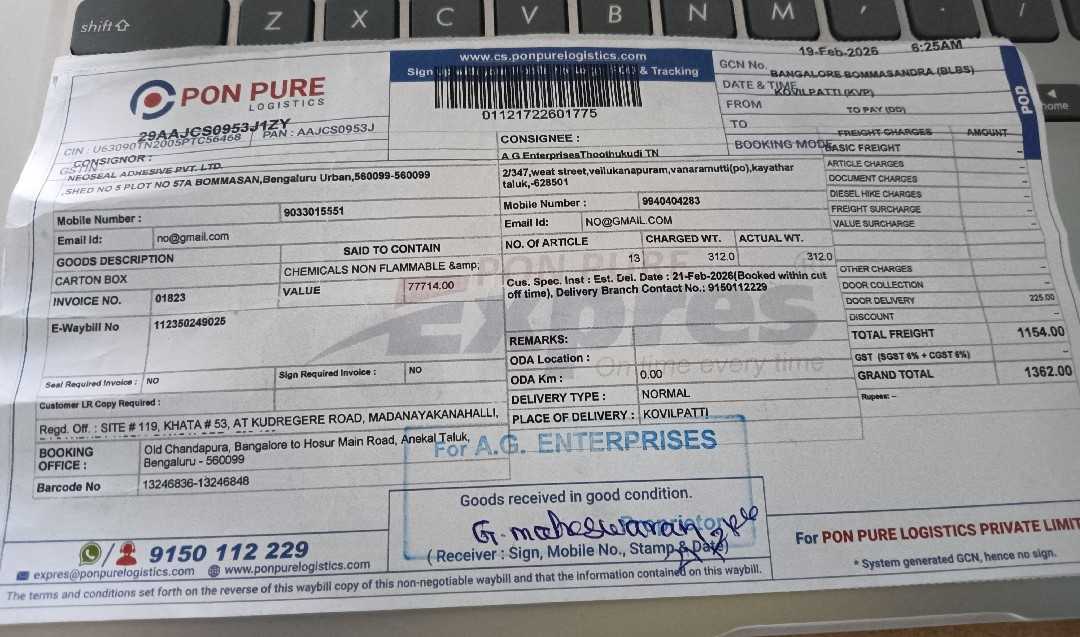 shift⇧
Z
X
C
V
B
N
M
home
PON PURE
LOGISTICS
29AAJCS0953J1ZY
CIN : U63090TN2005PTC56468 PAN : AAJCS0953J
www.cs.ponpurelogistics.com
Sign & Tracking
01121722601775
19-Feb-2026 6:25AM
GCN No.
BANGALORE BOMMASANDRA (BLBS)
DATE & TIME
KOVILPATTI (KVP)
FROM
TO PAY (DD)
TO
BOOKING MODE
POD
CONSIGNOR :
NEOSEAL ADHESIVE PVT. LTD.
.SHED NO 5 PLOT NO 57A BOMMASAN,Bengaluru Urban,560099-560099
Mobile Number : 9033015551
Email Id: no@gmail.com
CONSIGNEE :
A G EnterprisesThoothukudi TN
2/347,weat street,veilukanapuram,vanaramutti(po),kayathar
taluk,-628501
Mobile Number : 9940404283
Email Id: NO@GMAIL.COM
GOODS DESCRIPTION SAID TO CONTAIN
CARTON BOX CHEMICALS NON FLAMMABLE &amp;
INVOICE NO. 01823 VALUE 77714.00
E-Waybill No 112350249025
Seal Required Invoice : NO Sign Required Invoice : NO
Customer LR Copy Required :
NO. Of ARTICLE CHARGED WT. ACTUAL WT.
13 312.0 312.0
Cus. Spec. Inst : Est. Del. Date : 21-Feb-2026(Booked within cut
off time), Delivery Branch Contact No.: 9150112229
PON PURE
Expres
On time every time
REMARKS:
ODA Location :
ODA Km : 0.00
DELIVERY TYPE : NORMAL
PLACE OF DELIVERY : KOVILPATTI
FREIGHT CHARGES AMOUNT
BASIC FREIGHT –
ARTICLE CHARGES –
DOCUMENT CHARGES –
DIESEL HIKE CHARGES –
FREIGHT SURCHARGE –
VALUE SURCHARGE –
OTHER CHARGES –
DOOR COLLECTION –
DOOR DELIVERY 225.00
DISCOUNT –
TOTAL FREIGHT 1154.00
GST (SGST 6% + CGST 6%) –
GRAND TOTAL 1362.00
Rupees: –
Regd. Off. : SITE # 119, KHATA # 53, AT KUDREGERE ROAD, MADANAYAKANAHALLI,
BOOKING OFFICE : Old Chandapura, Bangalore to Hosur Main Road, Anekal Taluk,
Bengaluru - 560099
Barcode No 13246836-13246848
For A.G. ENTERPRISES
Goods received in good condition.
G. maheswaran
Proprietor
( Receiver : Sign, Mobile No., Stamp & Date)
9150 112 229
expres@ponpurelogistics.com www.ponpurelogistics.com
For PON PURE LOGISTICS PRIVATE LIMIT
* System generated GCN, hence no sign.
The terms and conditions set forth on the reverse of this waybill copy of this non-negotiable waybill and that the information contained on this waybill.